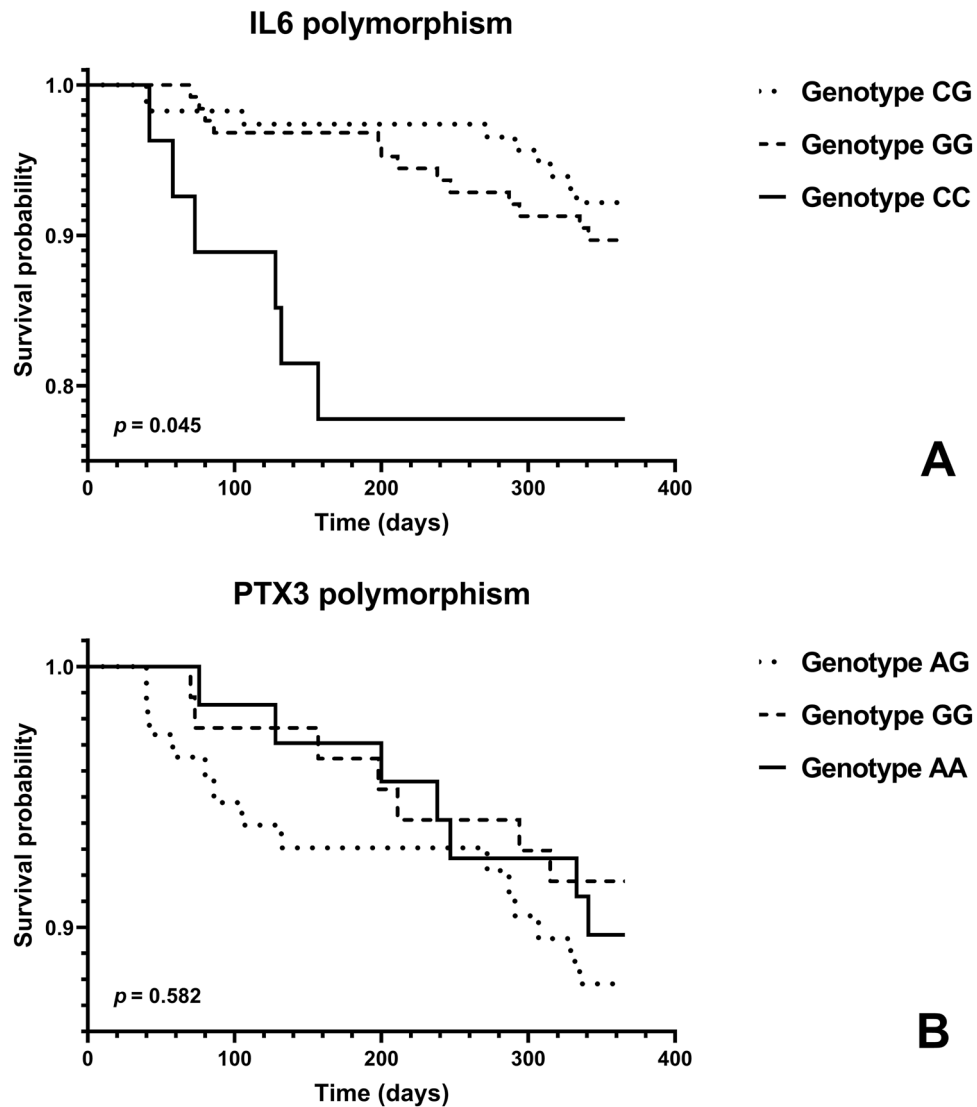 IL6 polymorphism
1.0
0.9
0.8
Survival probability
p = 0.045
0 100 200 300 400
Time (days)
Genotype CG
Genotype GG
Genotype CC
A
PTX3 polymorphism
1.0
0.9
Survival probability
p = 0.582
0 100 200 300 400
Time (days)
Genotype AG
Genotype GG
Genotype AA
B